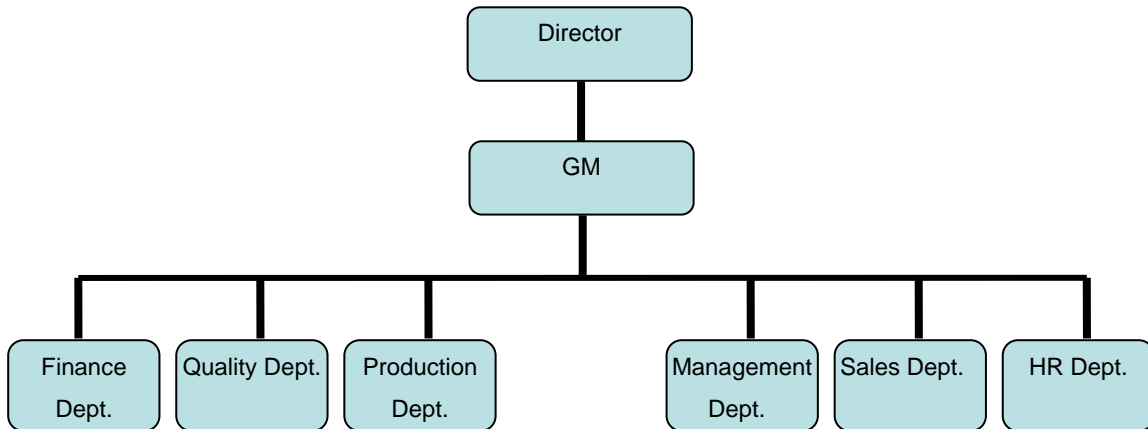 Director
GM
Finance
Dept.
Quality Dept.
Production
Dept.
Management
Dept.
Sales Dept.
HR Dept.